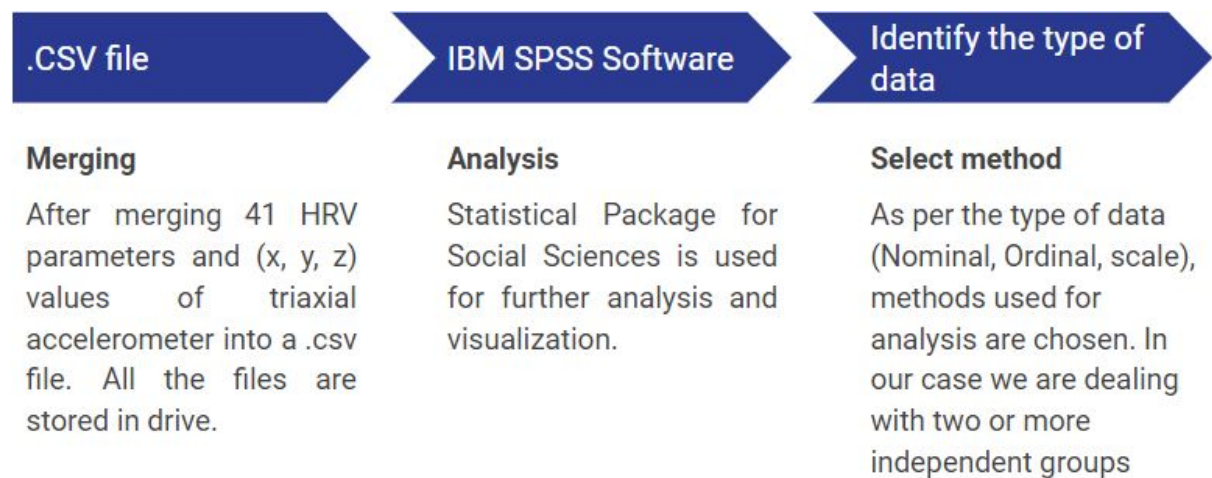 .CSV file
IBM SPSS Software
Identify the type of
data
Merging
After merging 41 HRV
parameters and (x, y, z)
values of triaxial
accelerometer into a .csv
file. All the files are
stored in drive.
Analysis
Statistical Package for
Social Sciences is used
for further analysis and
visualization.
Select method
As per the type of data
(Nominal, Ordinal, scale),
methods used for
analysis are chosen. In
our case we are dealing
with two or more
independent groups